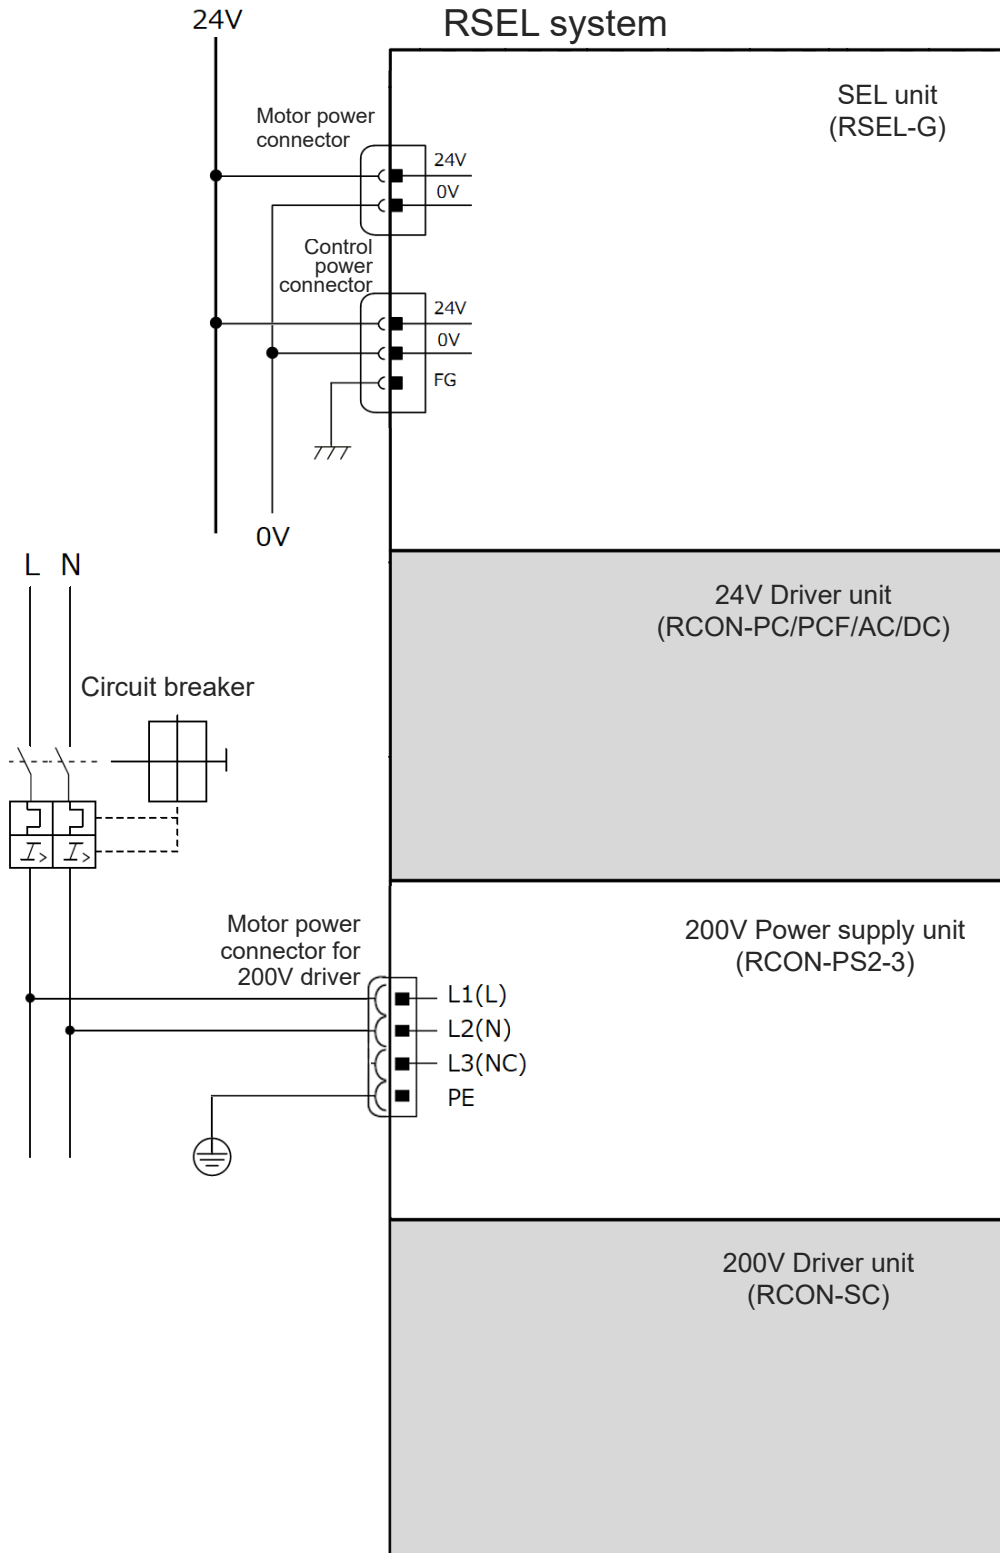 24V
RSEL system
SEL unit
(RSEL-G)
Motor power
connector
24V
0V
Control
power
connector
24V
0V
FG
0V
L N
24V Driver unit
(RCON-PC/PCF/AC/DC)
Circuit breaker
I> I>
Motor power
connector for
200V driver
200V Power supply unit
(RCON-PS2-3)
L1(L)
L2(N)
L3(NC)
PE
200V Driver unit
(RCON-SC)